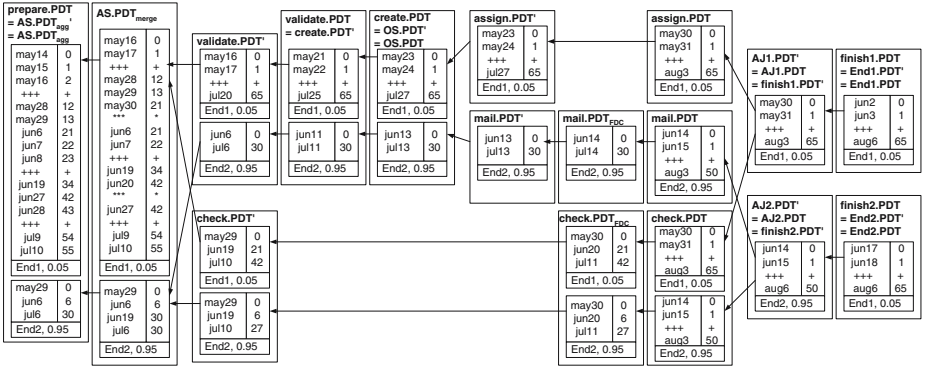 prepare.PDT
= AS.PDTagg'
= AS.PDTagg
may14 0
may15 1
may16 2
+++ +
may28 12
may29 13
jun6 21
jun7 22
jun8 23
+++ +
jun19 34
jun27 42
jun28 43
+++ +
jul9 54
jul10 55
End1, 0.05
may29 0
jun6 6
jul6 30
End2, 0.95
AS.PDTmerge
may16 0
may17 1
+++ +
may28 12
may29 13
may30 21
*** *
jun6 21
jun7 22
+++ +
jun19 34
jun20 42
*** *
jun27 42
+++ +
jul9 54
jul10 55
End1, 0.05
may29 0
jun6 6
jun19 30
jul6 30
End2, 0.95
validate.PDT'
may16 0
may17 1
+++ +
jul20 65
End1, 0.05
jun6 0
jul6 30
End2, 0.95
check.PDT'
may29 0
jun19 21
jul10 42
End1, 0.05
may29 0
jun19 6
jul10 27
End2, 0.95
validate.PDT
= create.PDT'
may21 0
may22 1
+++ +
jul25 65
End1, 0.05
jun11 0
jul11 30
End2, 0.95
create.PDT
= OS.PDT'
= OS.PDT
may23 0
may24 1
+++ +
jul27 65
End1, 0.05
jun13 0
jul13 30
End2, 0.95
assign.PDT'
may23 0
may24 1
+++ +
jul27 65
End1, 0.05
mail.PDT'
jun13 0
jul13 30
End2, 0.95
mail.PDTFDC
jun14 0
jul14 30
End2, 0.95
check.PDTFDC
may30 0
jun20 21
jul11 42
End1, 0.05
may30 0
jun20 6
jul11 27
End2, 0.95
assign.PDT
may30 0
may31 1
+++ +
aug3 65
End1, 0.05
mail.PDT
jun14 0
jun15 1
+++ +
aug3 50
End2, 0.95
check.PDT
may30 0
may31 1
+++ +
aug3 65
End1, 0.05
jun14 0
jun15 1
+++ +
aug3 50
End2, 0.95
AJ1.PDT'
= AJ1.PDT
= finish1.PDT'
may30 0
may31 1
+++ +
aug3 65
End1, 0.05
finish1.PDT
= End1.PDT'
= End1.PDT
jun2 0
jun3 1
+++ +
aug6 65
End1, 0.05
AJ2.PDT'
= AJ2.PDT
= finish2.PDT'
jun14 0
jun15 1
+++ +
aug6 50
End2, 0.95
finish2.PDT
= End2.PDT'
= End2.PDT
jun17 0
jun18 1
+++ +
aug6 65
End1, 0.05